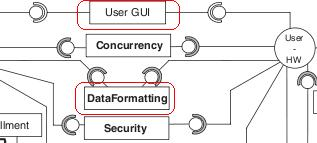 User GUI
Concurrency
User
-
HW
DataFormatting
llment
Security